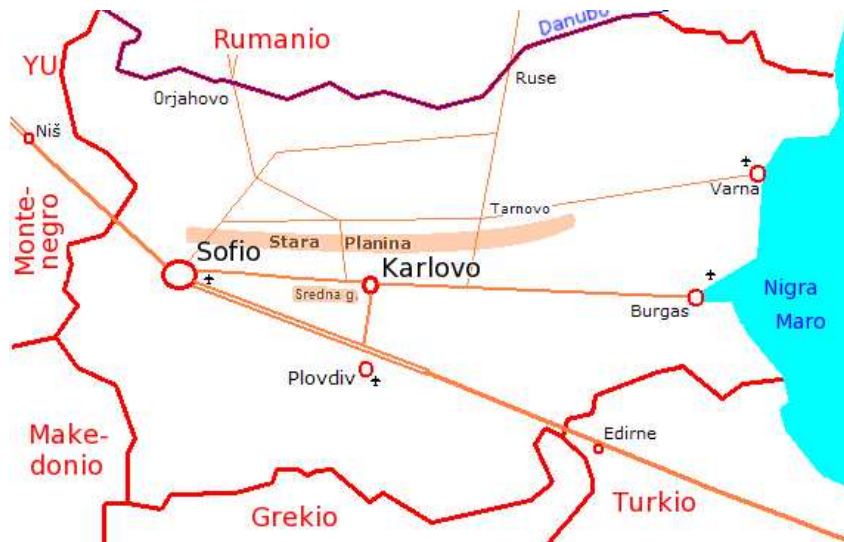 Danubo
Rumanio
YU
Ruse
Orjahovo
Niš
Varna
Tarnovo
Monte-
negro
Stara Planina
Sofio
Karlovo
Sredna g.
Nigra
Maro
Burgas
Plovdiv
Edirne
Make-
donio
Turkio
Grekio